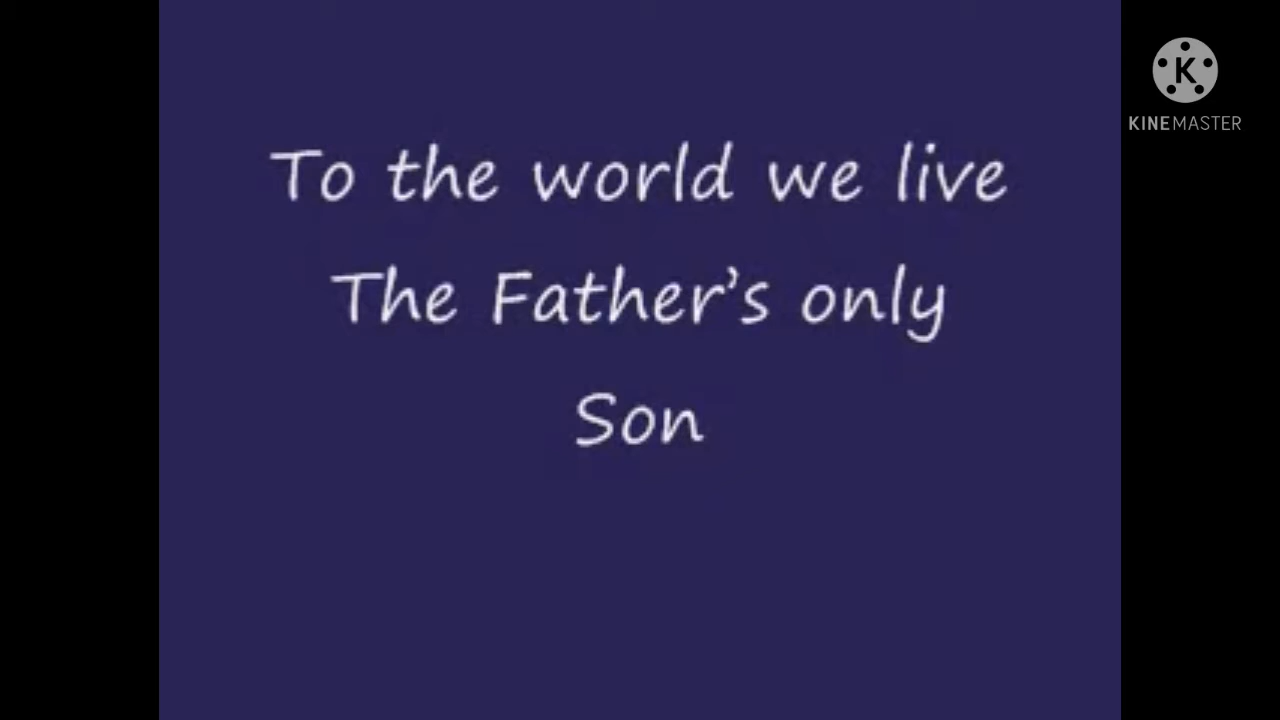 To the world we live
The Father's only
Son
K
KINEMASTER